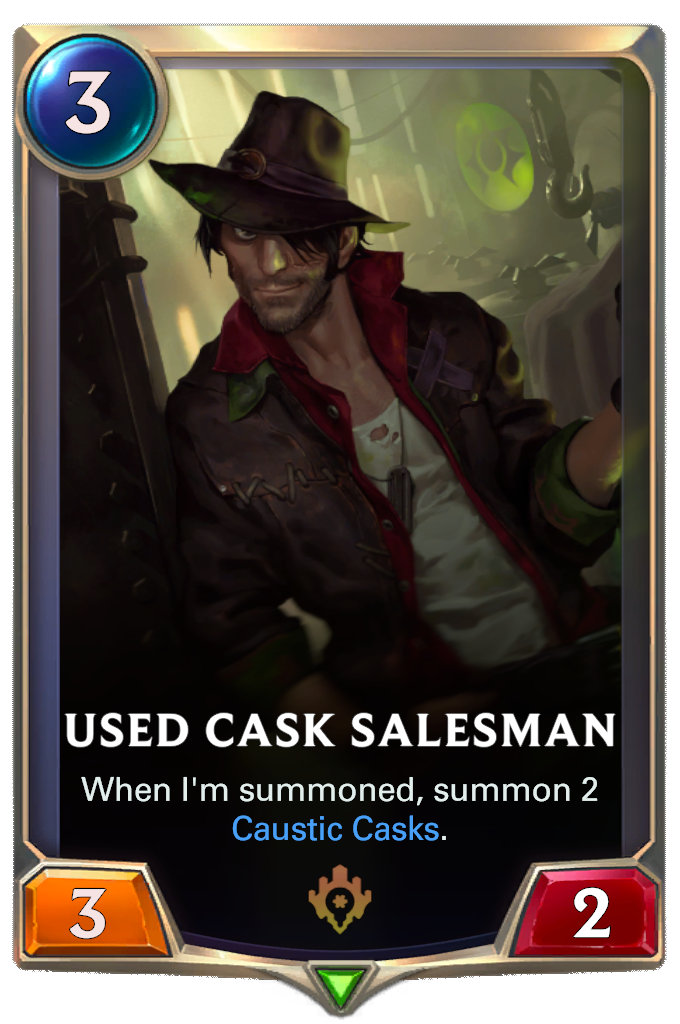 3
USED CASK SALESMAN
When I'm summoned, summon 2
Caustic Casks.
3
2